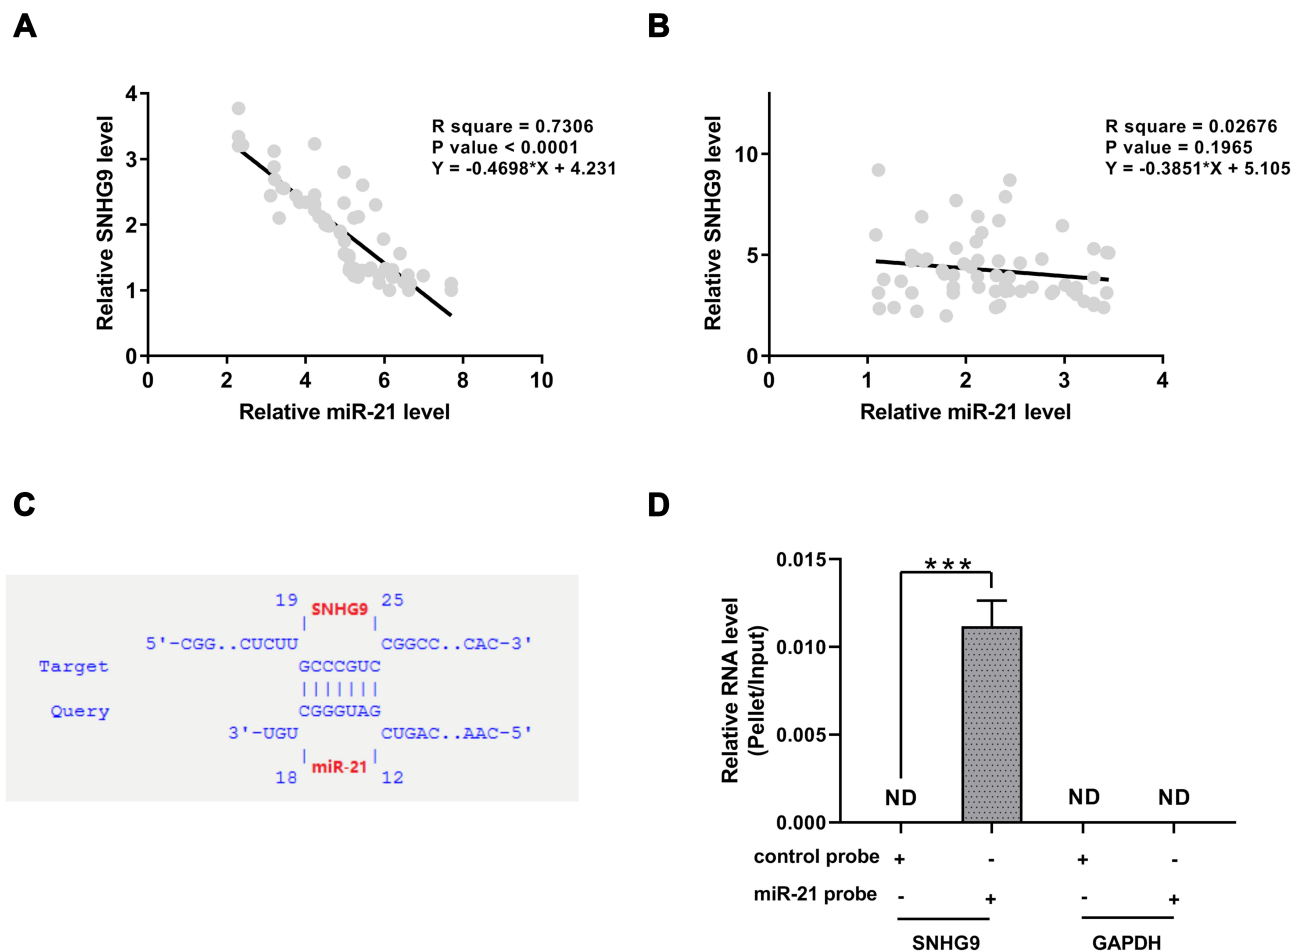 A
B
4
3
2
1
0
0
2
4
6
8
10
Relative SNHG9 level
Relative miR-21 level
R square = 0.7306
P value < 0.0001
Y = -0.4698*X + 4.231
10
5
0
0
1
2
3
4
Relative SNHG9 level
Relative miR-21 level
R square = 0.02676
P value = 0.1965
Y = -0.3851*X + 5.105
C
D
19 SNHG9 25
5'-CGG..CUCUU CGGCC..CAC-3'
Target GCCCGUC
|||||||
Query CGGGUAG
3'-UGU CUGAC..AAC-5'
18 miR-21 12
Relative RNA level
(Pellet/Input)
0.015
0.010
0.005
0.000
***
ND
ND
ND
control probe + - + -
miR-21 probe - + - +
SNHG9 GAPDH